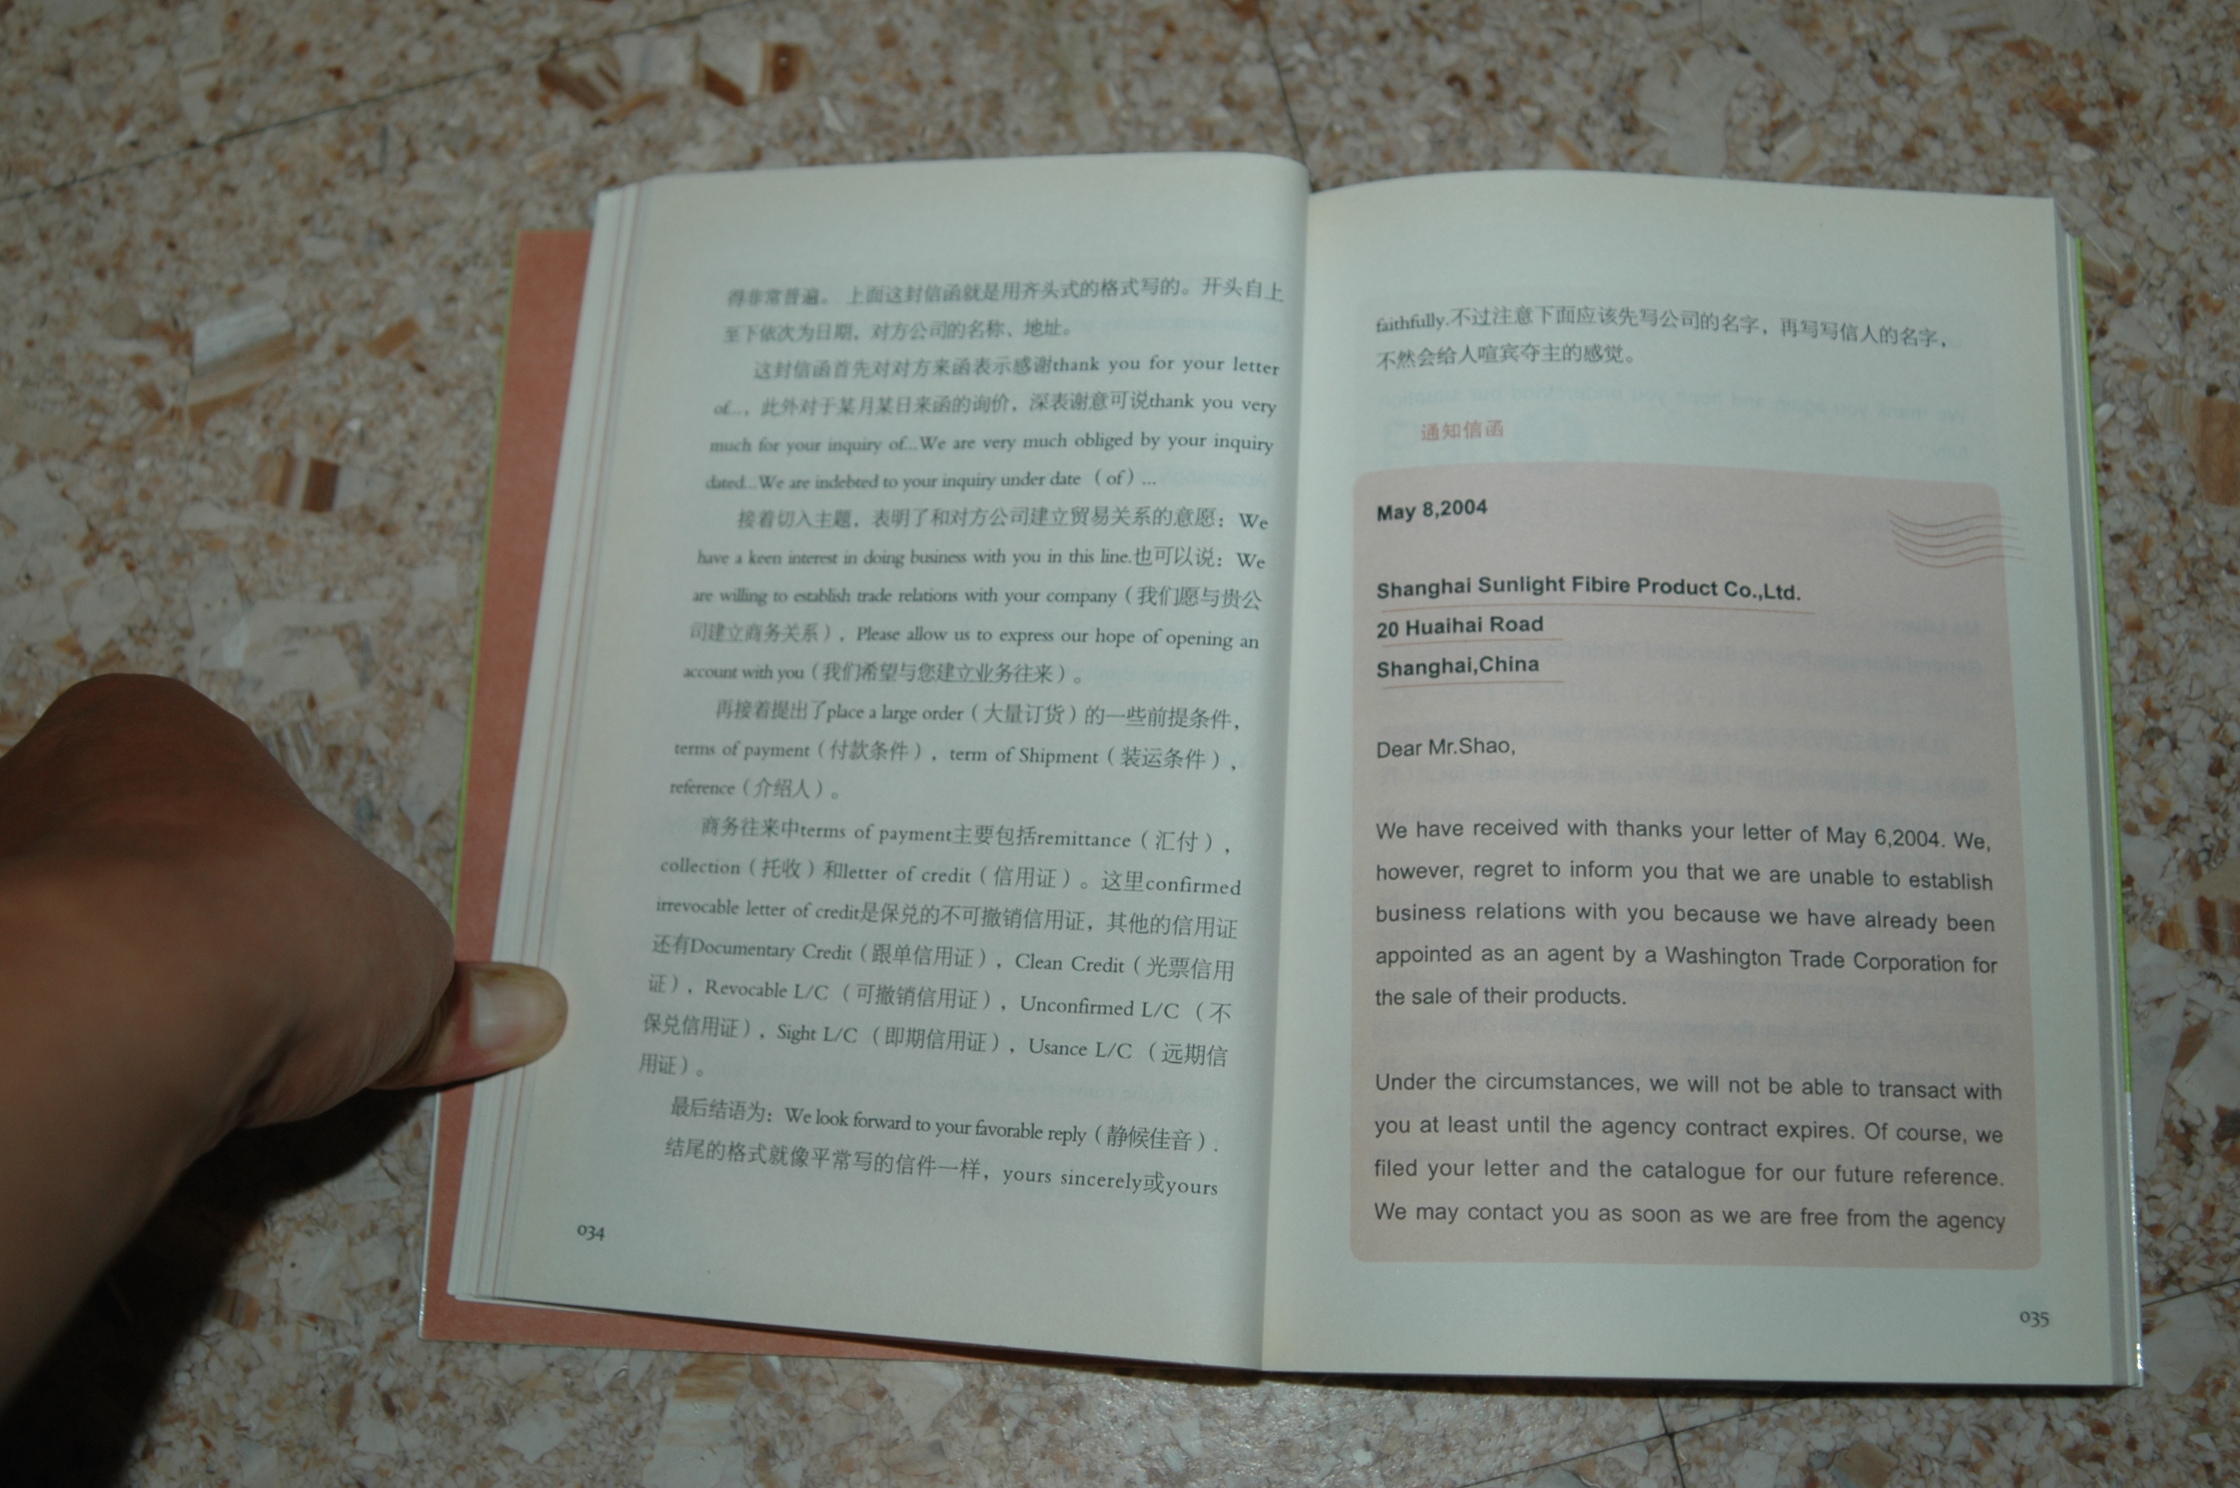 得非常普遍。上面这封信函就是用齐头式的格式写的。开头自上
至下依次为日期，对方公司的名称、地址。
这封信函首先对对方来函表示感谢thank you for your letter
of...，此外对于某月某日来函的询价，深表谢意可说thank you very
much for your inquiry of...We are very much obliged by your inquiry
dated...We are indebted to your inquiry under date（of）...
接着切入主题，表明了和对方公司建立贸易关系的意愿：We
have a keen interest in doing business with you in this line.也可以说：We
are willing to establish trade relations with your company（我们愿与贵公
司建立商务关系），Please allow us to express our hope of opening an
account with you（我们希望与您建立业务往来）。
再接着提出了place a large order（大量订货）的一些前提条件，
terms of payment（付款条件），term of Shipment（装运条件），
reference（介绍人）。
商务往来中terms of payment主要包括remittance（汇付），
collection（托收）和letter of credit（信用证）。这里confirmed
irrevocable letter of credit是保兑的不可撤销信用证，其他的信用证
还有Documentary Credit（跟单信用证），Clean Credit（光票信用
证），Revocable L/C（可撤销信用证），Unconfirmed L/C（不
保兑信用证），Sight L/C（即期信用证），Usance L/C（远期信
用证）。
最后结语为：We look forward to your favorable reply（静候佳音）.
结尾的格式就像平常写的信件一样，yours sincerely或yours
034
faithfully.不过注意下面应该先写公司的名字，再写写信人的名字，
不然会给人喧宾夺主的感觉。
通知信函
May 8,2004
Shanghai Sunlight Fibire Product Co.,Ltd.
20 Huaihai Road
Shanghai,China
Dear Mr.Shao,
We have received with thanks your letter of May 6,2004. We,
however, regret to inform you that we are unable to establish
business relations with you because we have already been
appointed as an agent by a Washington Trade Corporation for
the sale of their products.
Under the circumstances, we will not be able to transact with
you at least until the agency contract expires. Of course, we
filed your letter and the catalogue for our future reference.
We may contact you as soon as we are free from the agency
035